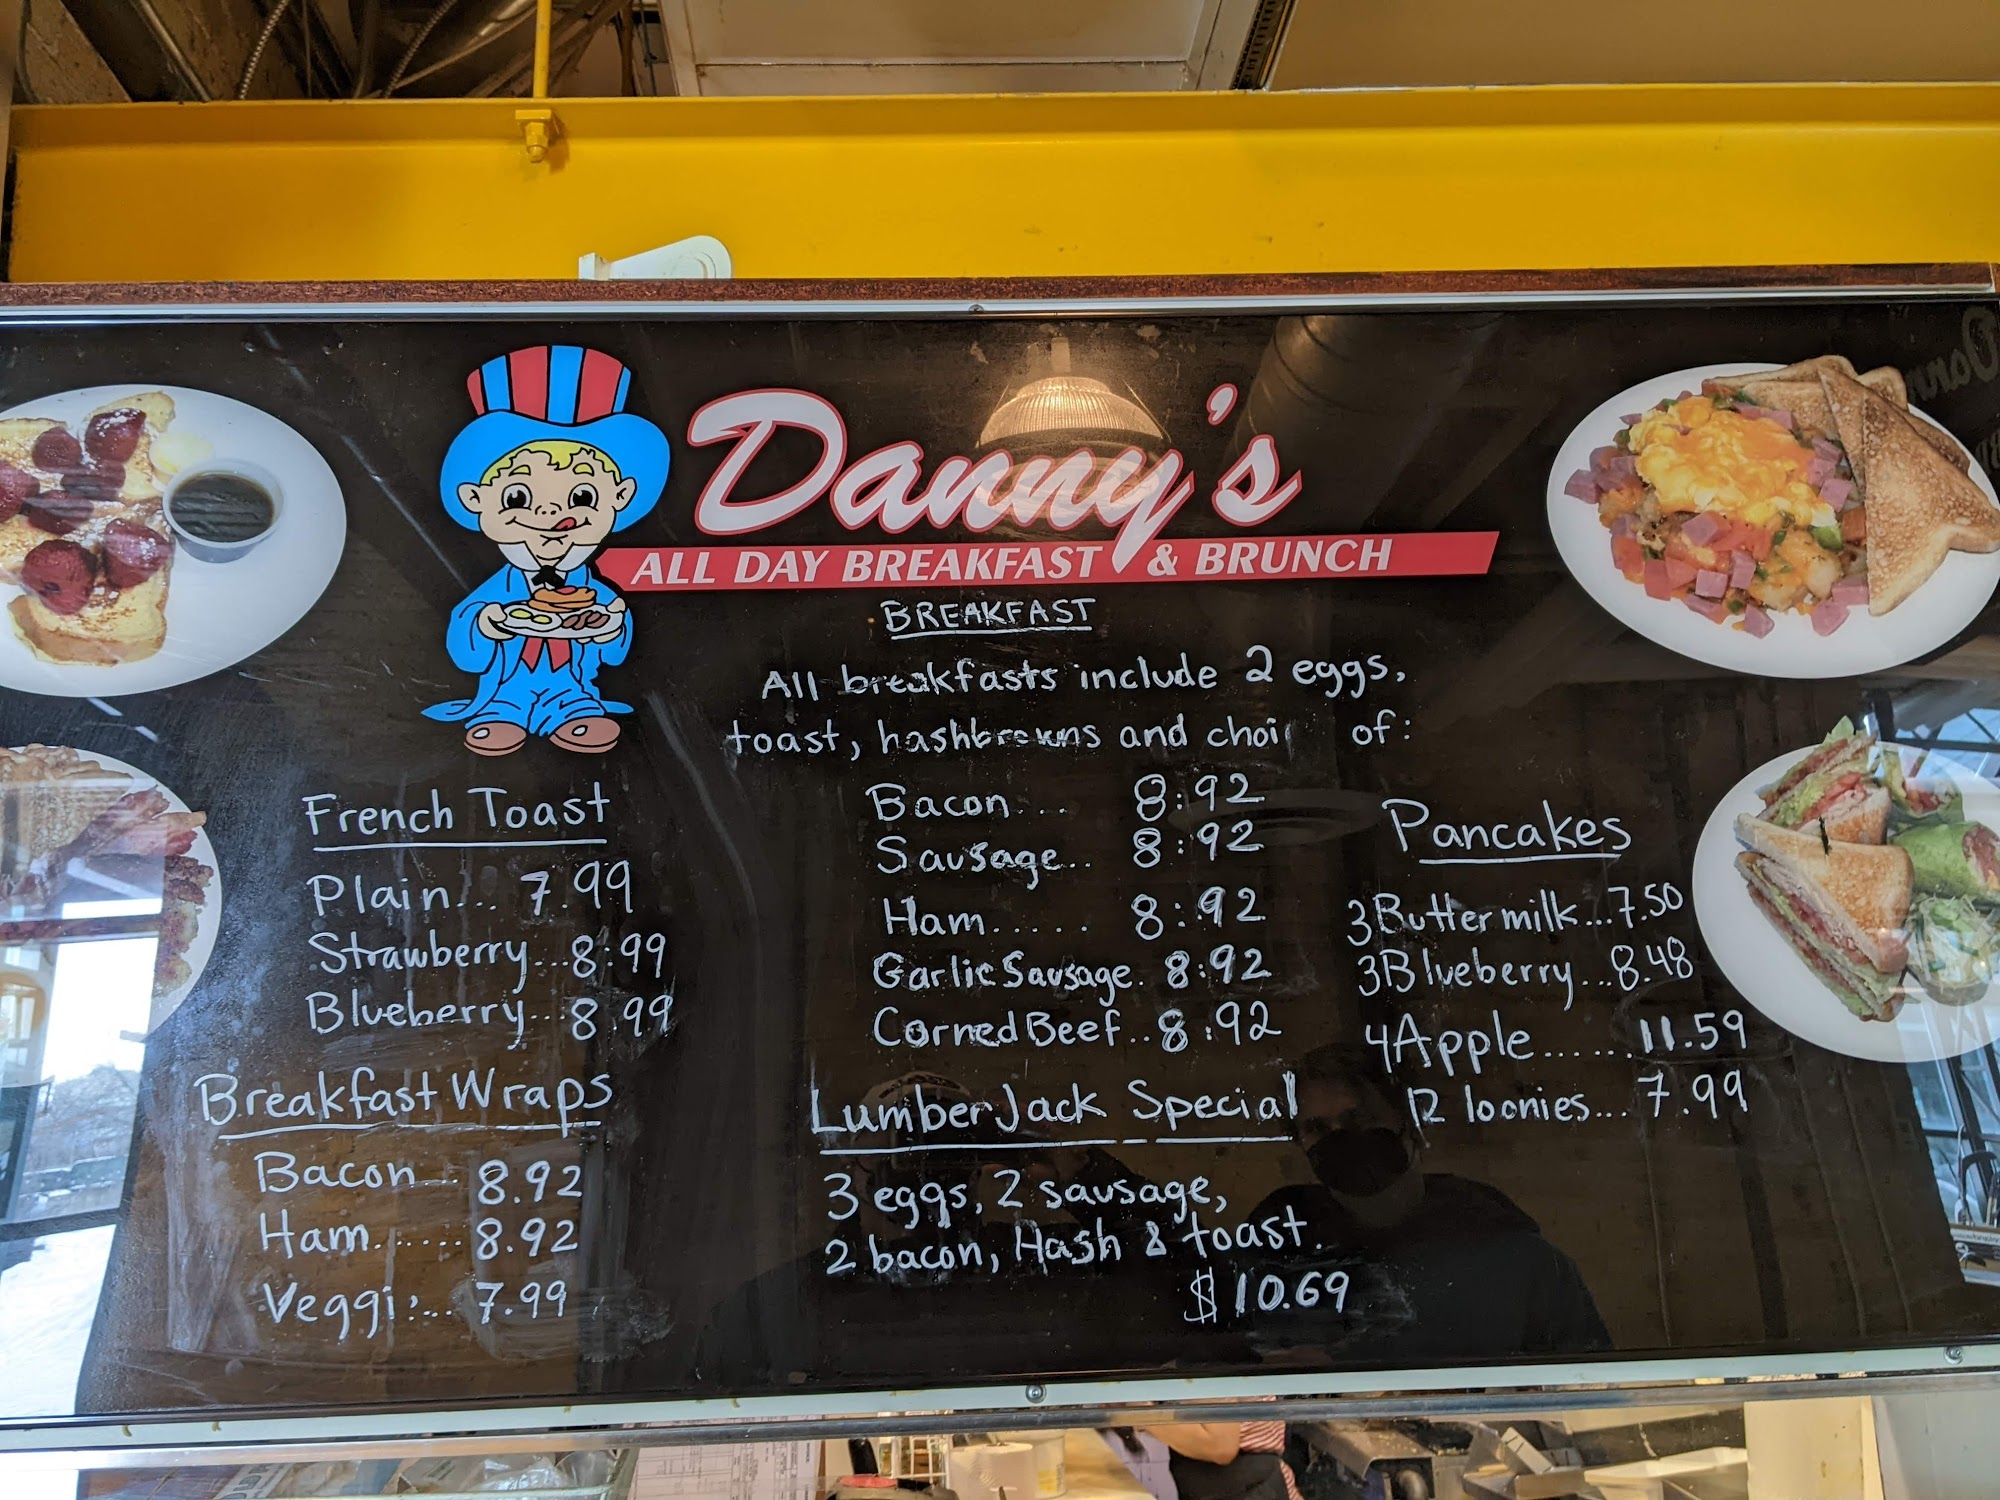 Danny's
ALL DAY BREAKFAST & BRUNCH
BREAKFAST
All breakfasts include 2 eggs,
toast, hashbrowns and choi of:
Bacon... 8:92
Sausage.. 8:92
Ham..... 8:92
Garlic Sausage. 8:92
Corned Beef.. 8:92
French Toast
Plain... 7.99
Strawberry...8:99
Blueberry...8.99
Breakfast Wraps
Bacon... 8.92
Ham...... 8.92
Veggi:... 7.99
LumberJack Special
3 eggs, 2 sausage,
2 bacon, Hash & toast.
$10.69
Pancakes
3 Buttermilk...7.50
3 Blueberry...8.48
4 Apple......11.59
12 loonies... 7.99